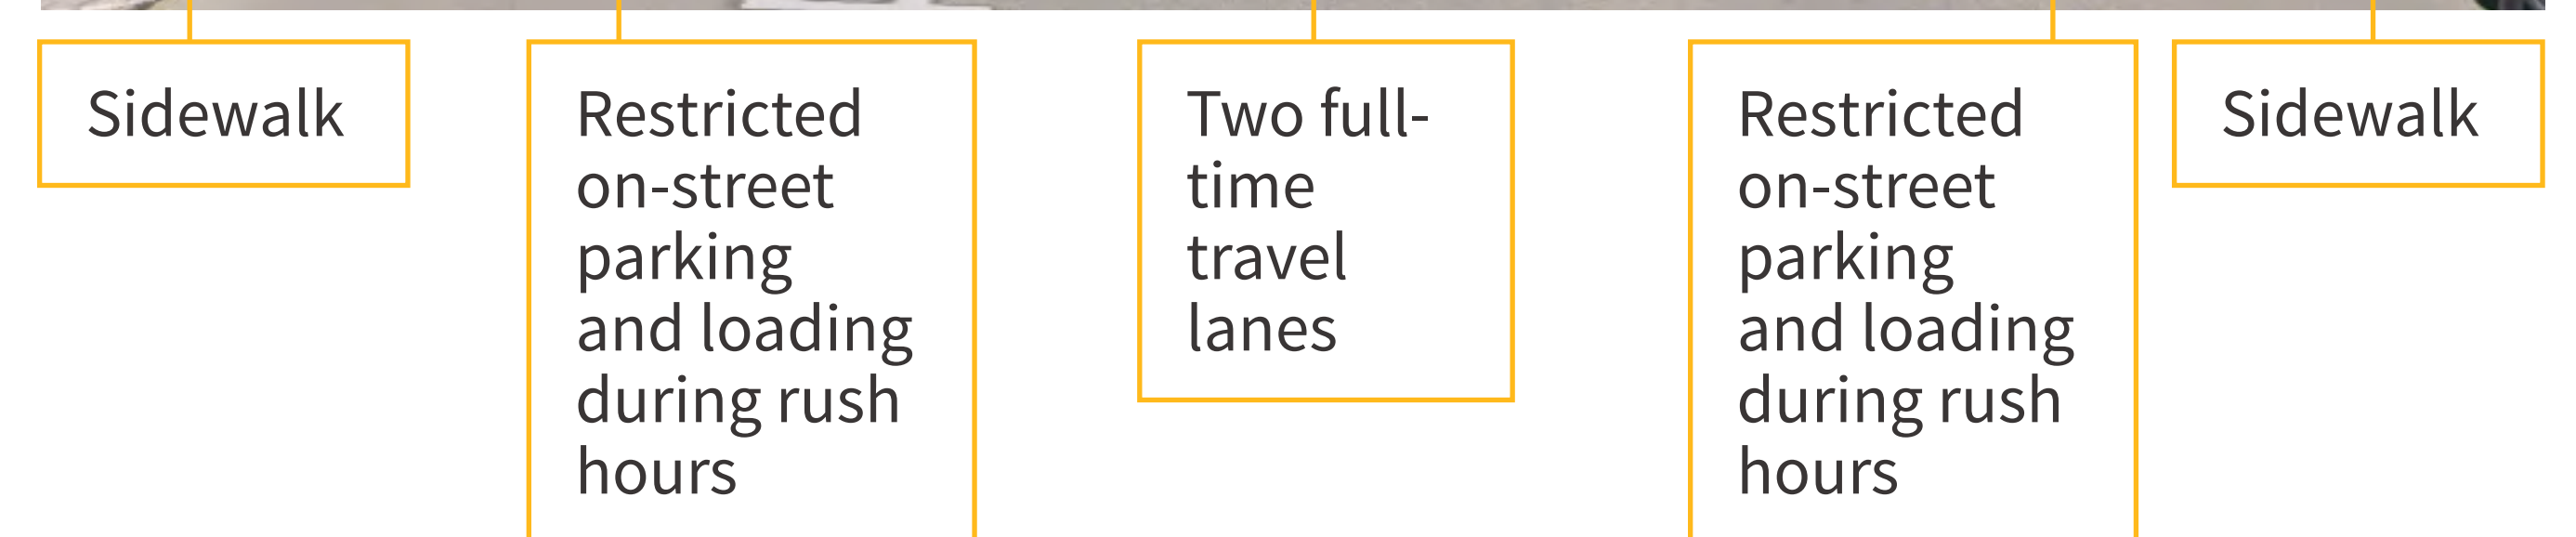 Sidewalk
Restricted
on-street
parking
and loading
during rush
hours
Two full-
time
travel
lanes
Restricted
on-street
parking
and loading
during rush
hours
Sidewalk